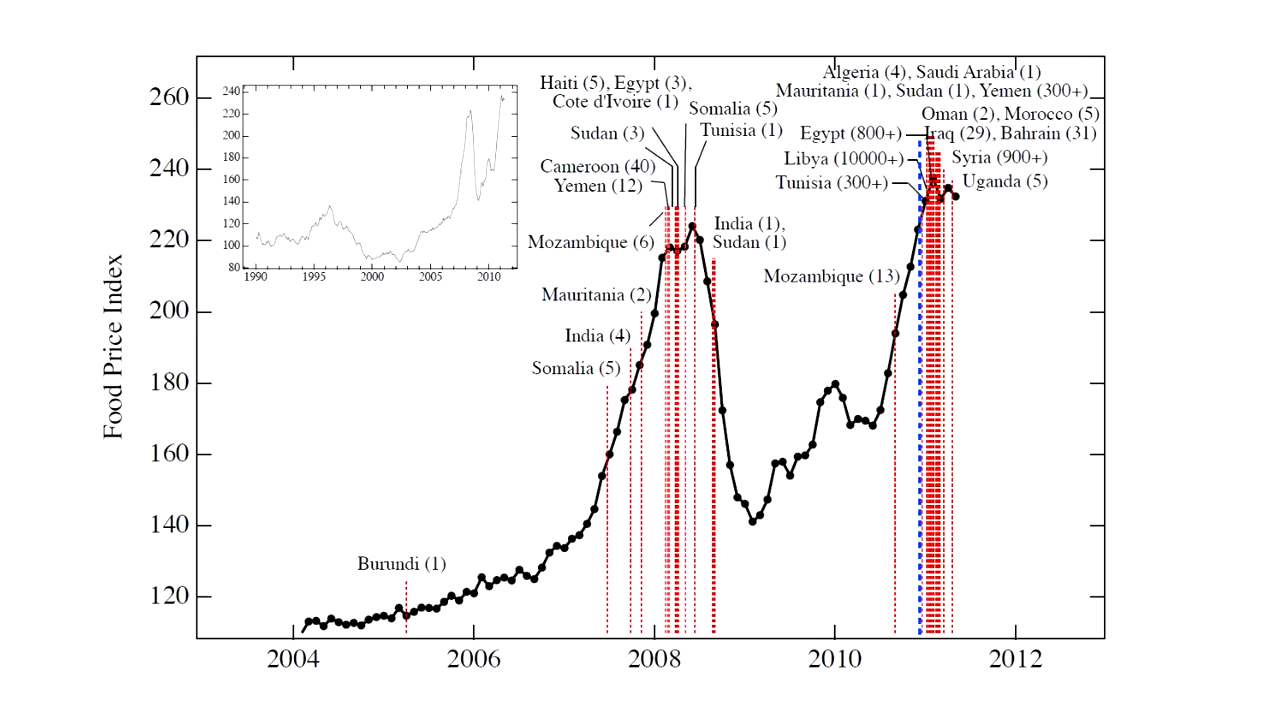 Algeria (4), Saudi Arabia (1)
Mauritania (1), Sudan (1), Yemen (300+)
Haiti (5), Egypt (3),
Cote d'Ivoire (1)
Somalia (5)
Oman (2), Morocco (5)
Sudan (3)
Tunisia (1)
Egypt (800+)
Iraq (29), Bahrain (31)
Cameroon (40)
Libya (10000+)
Syria (900+)
Yemen (12)
Tunisia (300+)
Uganda (5)
Mozambique (6)
India (1),
Sudan (1)
Mozambique (13)
Mauritania (2)
India (4)
Somalia (5)
Burundi (1)
Food Price Index
260
240
220
200
180
160
140
120
2004 2006 2008 2010 2012
240
220
200
180
160
140
120
100
80
1990 1995 2000 2005 2010